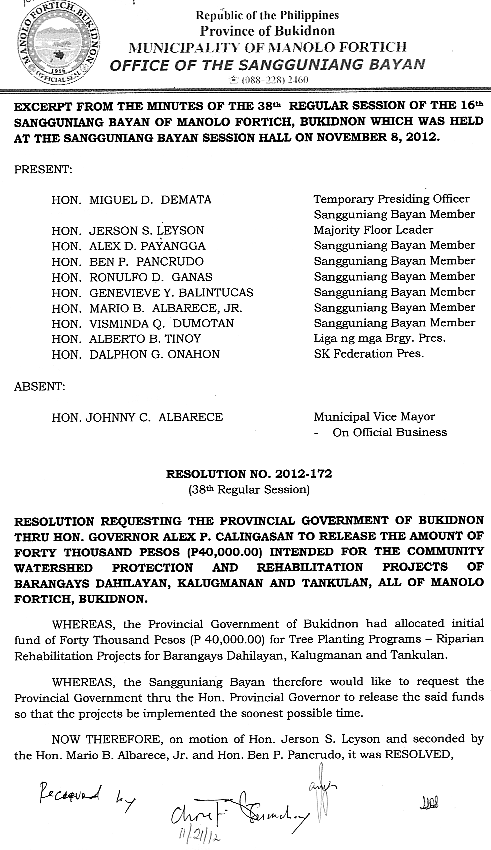 MANOLO FORTICH, BUKIDNON
1916
OFFICIAL SEAL
Republic of the Philippines
Province of Bukidnon
MUNICIPALITY OF MANOLO FORTICH
OFFICE OF THE SANGGUNIANG BAYAN
☏ (088-228) 2460
EXCERPT FROM THE MINUTES OF THE 38th REGULAR SESSION OF THE 16th
SANGGUNIANG BAYAN OF MANOLO FORTICH, BUKIDNON WHICH WAS HELD
AT THE SANGGUNIANG BAYAN SESSION HALL ON NOVEMBER 8, 2012.
PRESENT:
HON. MIGUEL D. DEMATA Temporary Presiding Officer
Sangguniang Bayan Member
HON. JERSON S. LEYSON Majority Floor Leader
HON. ALEX D. PAYANGGA Sangguniang Bayan Member
HON. BEN P. PANCRUDO Sangguniang Bayan Member
HON. RONULFO D. GANAS Sangguniang Bayan Member
HON. GENEVIEVE Y. BALINTUCAS Sangguniang Bayan Member
HON. MARIO B. ALBARECE, JR. Sangguniang Bayan Member
HON. VISMINDA Q. DUMOTAN Sangguniang Bayan Member
HON. ALBERTO B. TINOY Liga ng mga Brgy. Pres.
HON. DALPHON G. ONAHON SK Federation Pres.
ABSENT:
HON. JOHNNY C. ALBARECE Municipal Vice Mayor
- On Official Business
RESOLUTION NO. 2012-172
(38th Regular Session)
RESOLUTION REQUESTING THE PROVINCIAL GOVERNMENT OF BUKIDNON
THRU HON. GOVERNOR ALEX P. CALINGASAN TO RELEASE THE AMOUNT OF
FORTY THOUSAND PESOS (P40,000.00) INTENDED FOR THE COMMUNITY
WATERSHED PROTECTION AND REHABILITATION PROJECTS OF
BARANGAYS DAHILAYAN, KALUGMANAN AND TANKULAN, ALL OF MANOLO
FORTICH, BUKIDNON.
WHEREAS, the Provincial Government of Bukidnon had allocated initial
fund of Forty Thousand Pesos (P 40,000.00) for Tree Planting Programs – Riparian
Rehabilitation Projects for Barangays Dahilayan, Kalugmanan and Tankulan.
WHEREAS, the Sangguniang Bayan therefore would like to request the
Provincial Government thru the Hon. Provincial Governor to release the said funds
so that the projects be implemented the soonest possible time.
NOW THEREFORE, on motion of Hon. Jerson S. Leyson and seconded by
the Hon. Mario B. Albarece, Jr. and Hon. Ben P. Pancrudo, it was RESOLVED,
Received by
11/21/12